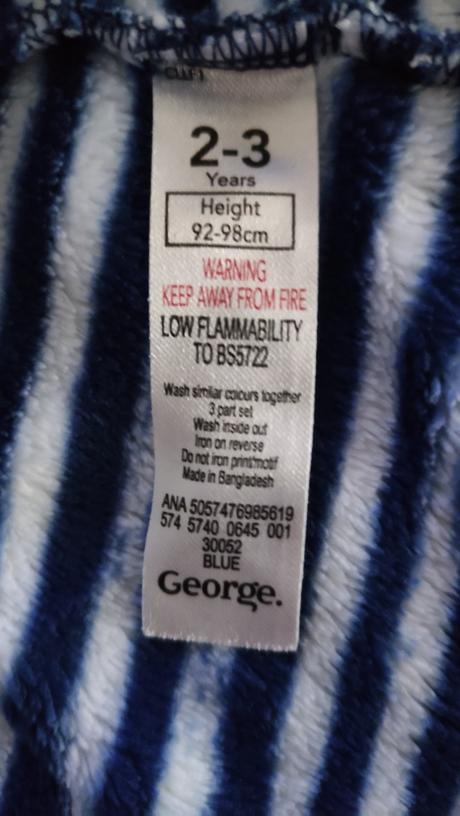 2-3
Years
Height
92-98cm
WARNING
KEEP AWAY FROM FIRE
LOW FLAMMABILITY
TO BS5722
Wash similar colours together
3 part set
Wash inside out
Iron on reverse
Do not iron print/motif
Made in Bangladesh
ANA 5057476985619
574 5740 0645 001
30052
BLUE
George.